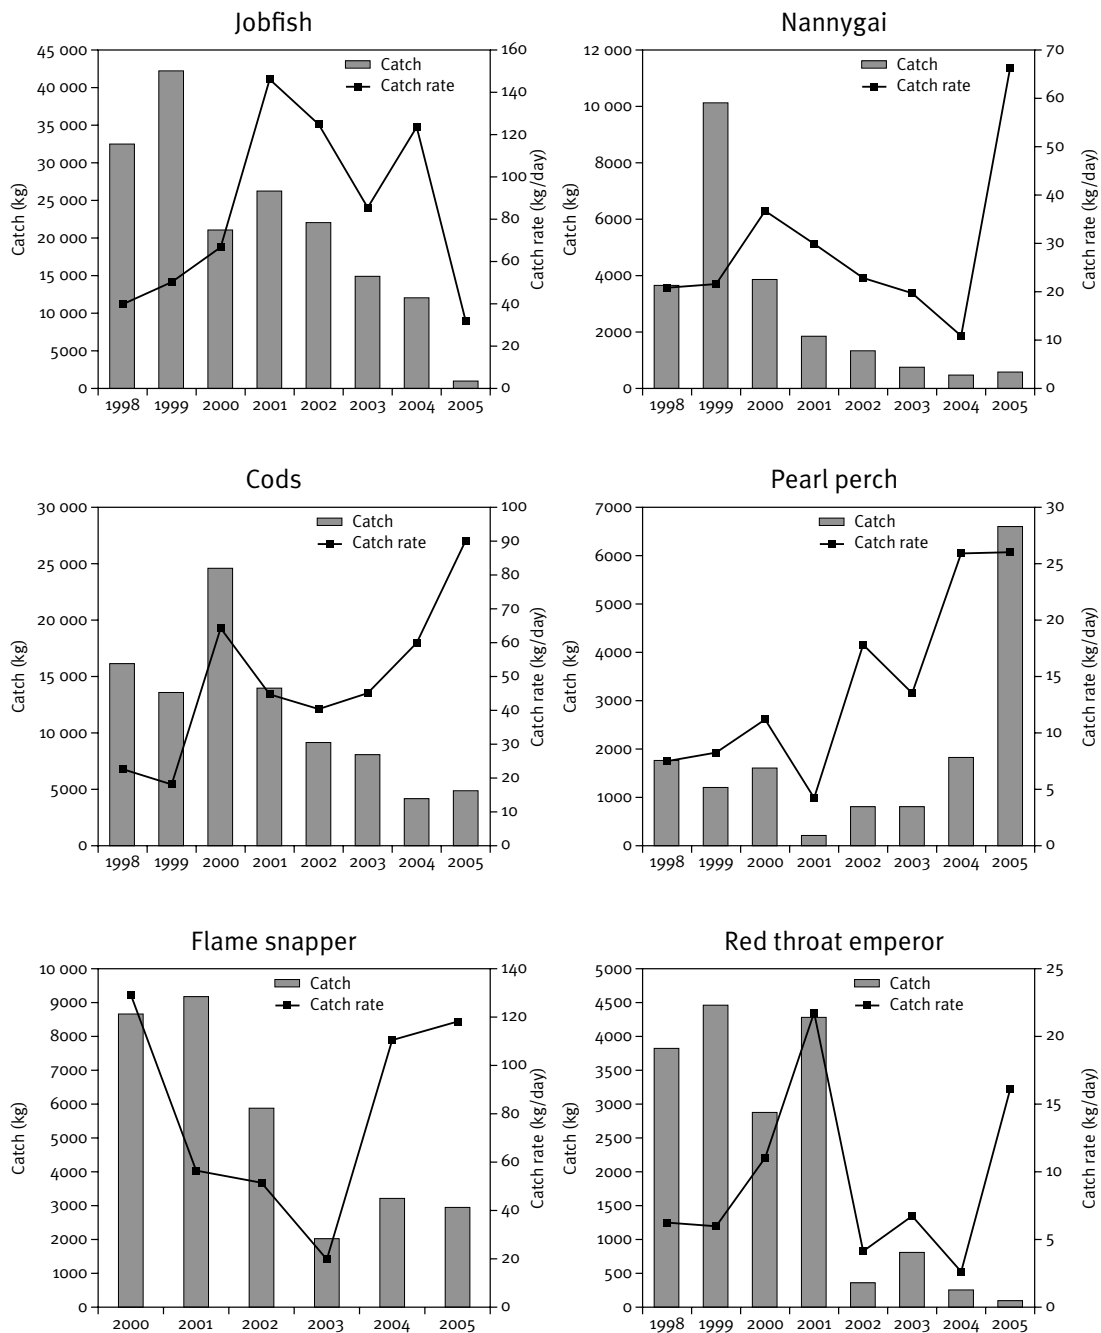 Jobfish
Catch (kg)
45 000
40 000
35 000
30 000
25 000
20 000
15 000
10 000
5000
0
Catch
Catch rate
160
140
120
100
80
60
40
20
0
Catch rate (kg/day)
1998 1999 2000 2001 2002 2003 2004 2005
Nannygai
Catch (kg)
12 000
10 000
8000
6000
4000
2000
0
Catch
Catch rate
70
60
50
40
30
20
10
0
Catch rate (kg/day)
1998 1999 2000 2001 2002 2003 2004 2005
Cods
Catch (kg)
30 000
25 000
20 000
15 000
10 000
5000
0
Catch
Catch rate
100
90
80
70
60
50
40
30
20
10
0
Catch rate (kg/day)
1998 1999 2000 2001 2002 2003 2004 2005
Pearl perch
Catch (kg)
7000
6000
5000
4000
3000
2000
1000
0
Catch
Catch rate
30
25
20
15
10
5
0
Catch rate (kg/day)
1998 1999 2000 2001 2002 2003 2004 2005
Flame snapper
Catch (kg)
10 000
9000
8000
7000
6000
5000
4000
3000
2000
1000
0
Catch
Catch rate
140
120
100
80
60
40
20
0
Catch rate (kg/day)
2000 2001 2002 2003 2004 2005
Red throat emperor
Catch (kg)
5000
4500
4000
3500
3000
2500
2000
1500
1000
500
0
Catch
Catch rate
25
20
15
10
5
0
Catch rate (kg/day)
1998 1999 2000 2001 2002 2003 2004 2005